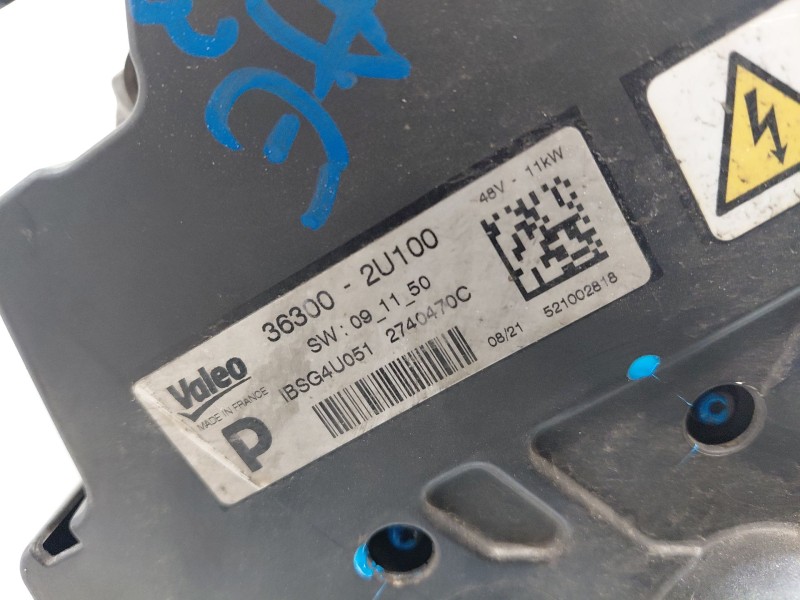 48V - 11kW
36300 - 2U100
SW : 09_11_50
Valeo
MADE IN FRANCE
IBSG4U051 2740470C
08/21 521002818
P